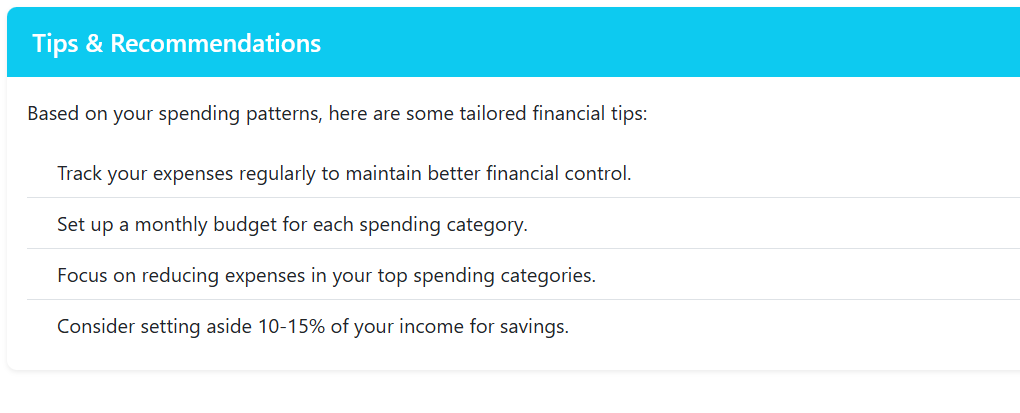 Tips & Recommendations
Based on your spending patterns, here are some tailored financial tips:
Track your expenses regularly to maintain better financial control.
Set up a monthly budget for each spending category.
Focus on reducing expenses in your top spending categories.
Consider setting aside 10-15% of your income for savings.